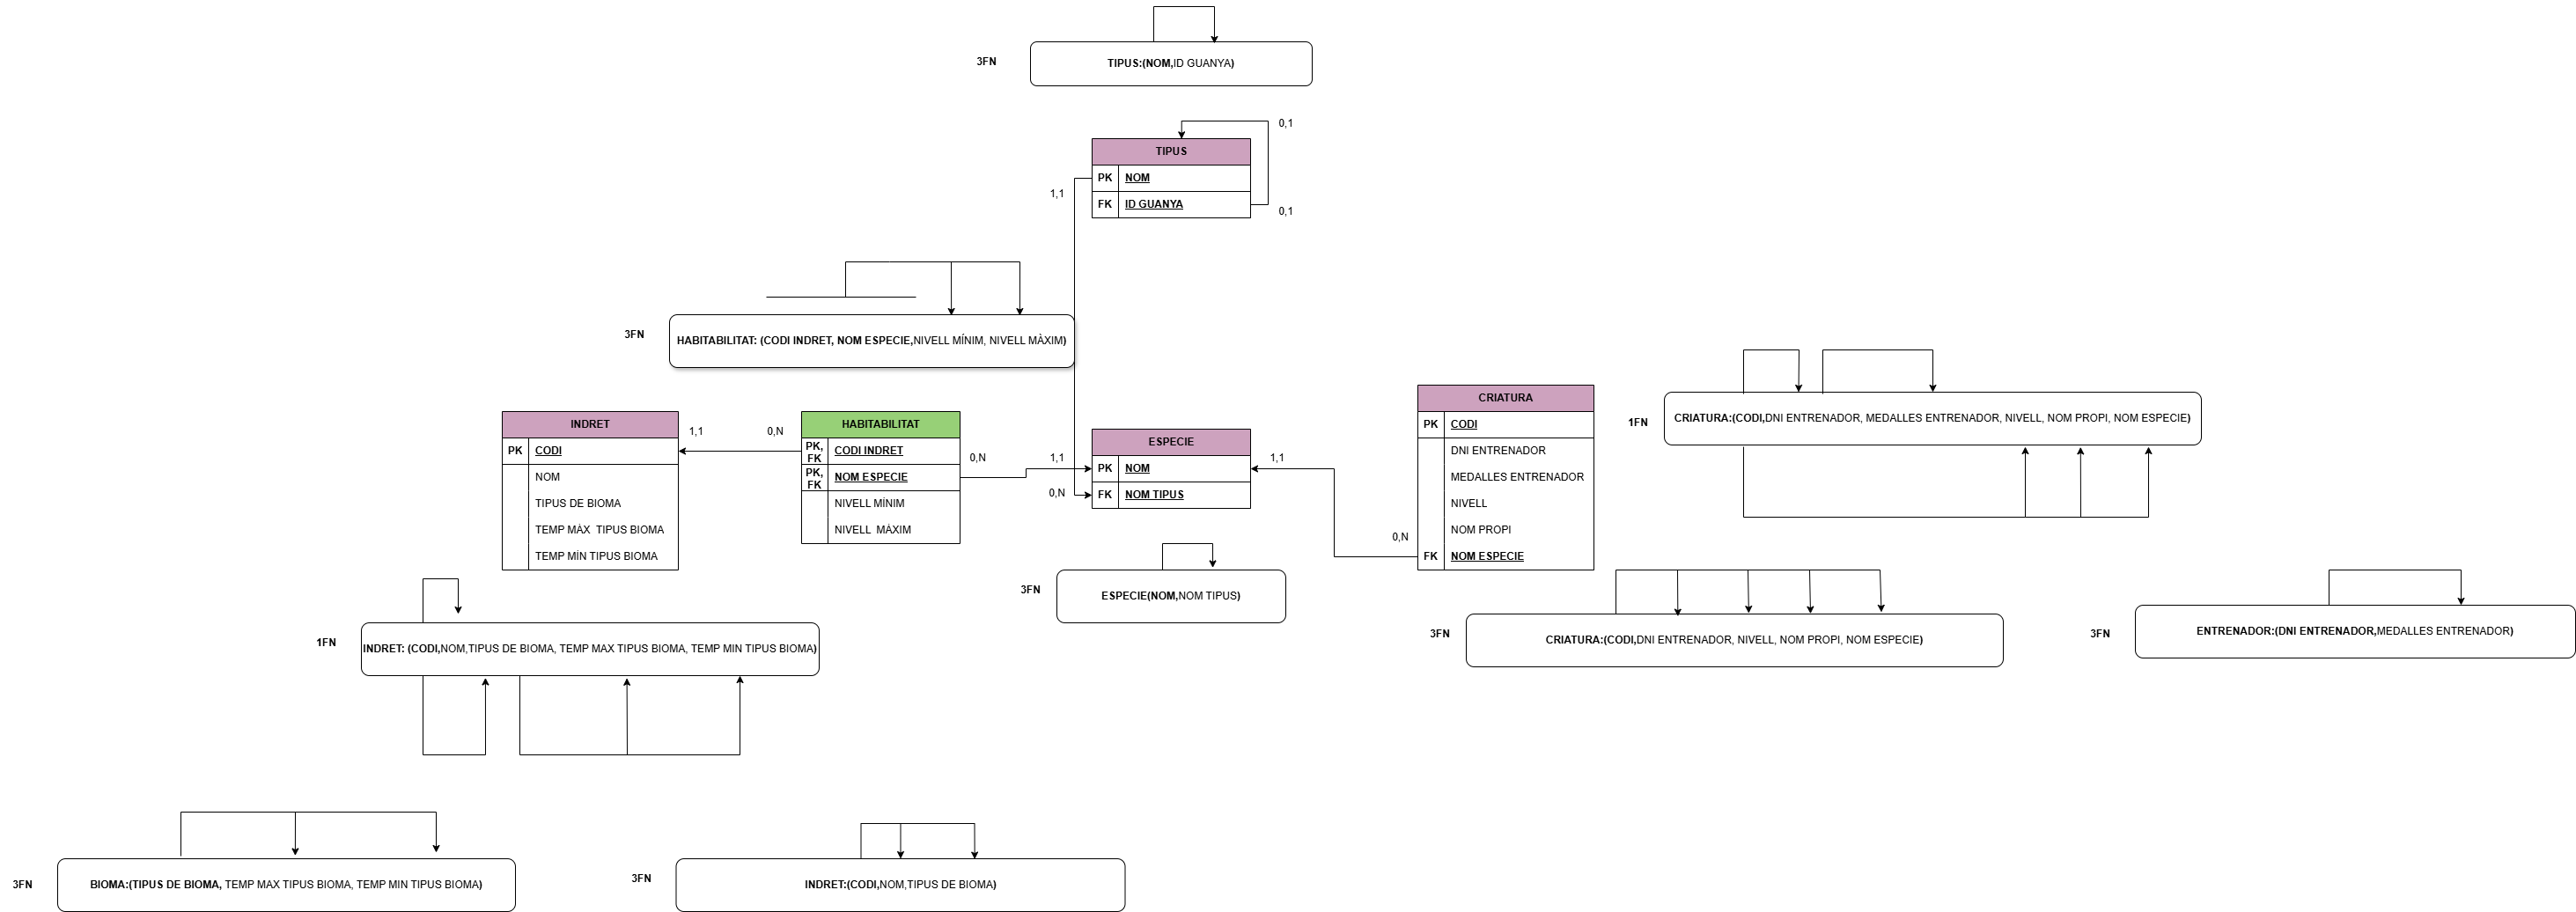 3FN
TIPUS:(NOM,ID GUANYA)
0,1
TIPUS
PK NOM
FK ID GUANYA
1,1
0,1
3FN
HABITABILITAT: (CODI INDRET, NOM ESPECIE,NIVELL MÍNIM, NIVELL MÀXIM)
INDRET
PK CODI
NOM
TIPUS DE BIOMA
TEMP MÀX TIPUS BIOMA
TEMP MÍN TIPUS BIOMA
1,1
0,N
HABITABILITAT
PK, FK CODI INDRET
PK, FK NOM ESPECIE
NIVELL MÍNIM
NIVELL MÀXIM
0,N
1,1
0,N
ESPECIE
PK NOM
FK NOM TIPUS
1,1
0,N
CRIATURA
PK CODI
DNI ENTRENADOR
MEDALLES ENTRENADOR
NIVELL
NOM PROPI
FK NOM ESPECIE
1FN
CRIATURA:(CODI,DNI ENTRENADOR, MEDALLES ENTRENADOR, NIVELL, NOM PROPI, NOM ESPECIE)
3FN
ESPECIE(NOM,NOM TIPUS)
1FN
INDRET: (CODI,NOM,TIPUS DE BIOMA, TEMP MAX TIPUS BIOMA, TEMP MIN TIPUS BIOMA)
3FN
CRIATURA:(CODI,DNI ENTRENADOR, NIVELL, NOM PROPI, NOM ESPECIE)
3FN
ENTRENADOR:(DNI ENTRENADOR,MEDALLES ENTRENADOR)
3FN
BIOMA:(TIPUS DE BIOMA, TEMP MAX TIPUS BIOMA, TEMP MIN TIPUS BIOMA)
3FN
INDRET:(CODI,NOM,TIPUS DE BIOMA)